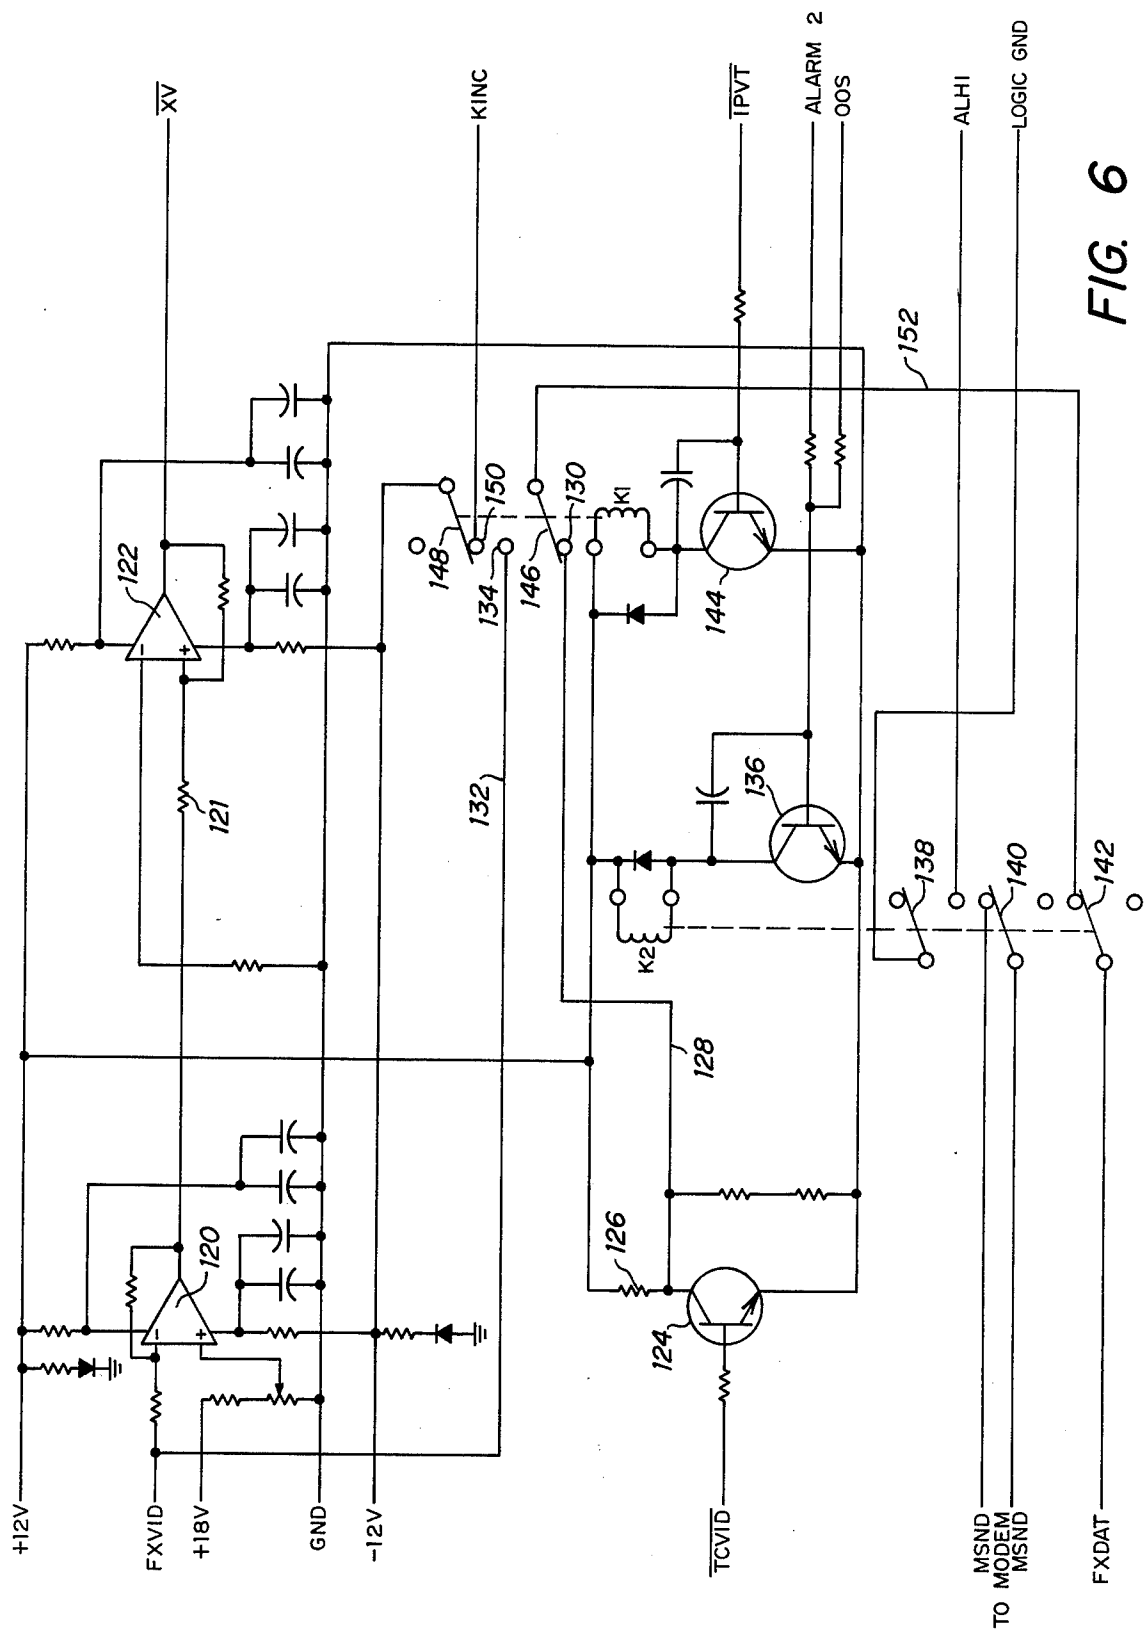 +12V
FXVID
+18V
GND
-12V
TCVID
MSND
TO MODEM
MSND
FXDAT
120
121
122
-
+
-
+
124
126
128
132
K2
136
138
140
142
148
150
134
146
130
K1
144
152
XV
KINC
IPVT
ALARM 2
OOS
ALHI
LOGIC GND
FIG. 6